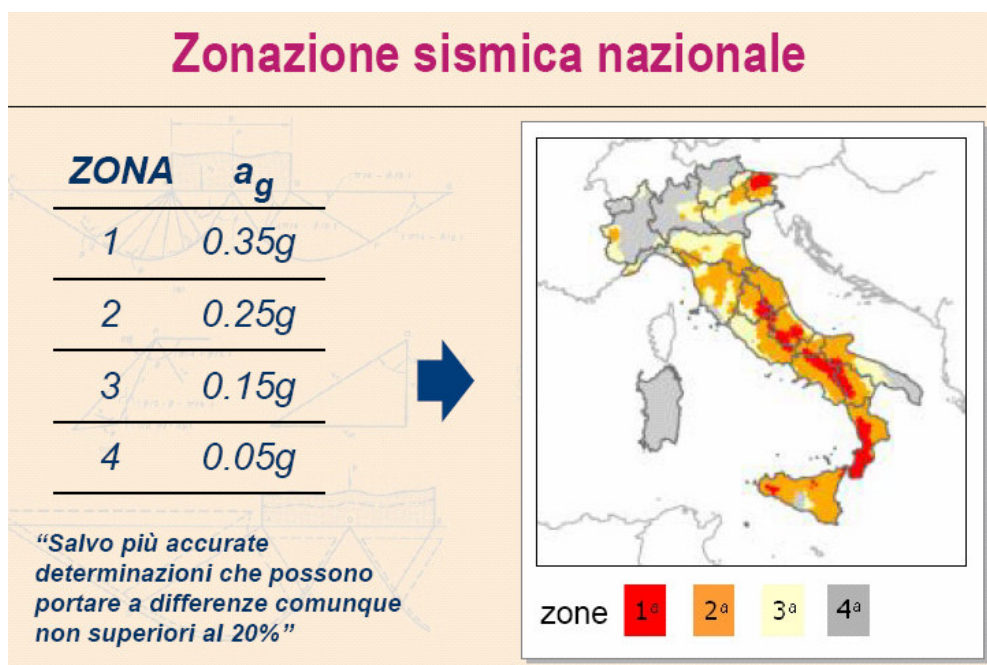 Zonazione sismica nazionale
ZONA ag
1 0.35g
2 0.25g
3 0.15g
4 0.05g
“Salvo più accurate
determinazioni che possono
portare a differenze comunque
non superiori al 20%”
zone 1ª 2ª 3ª 4ª